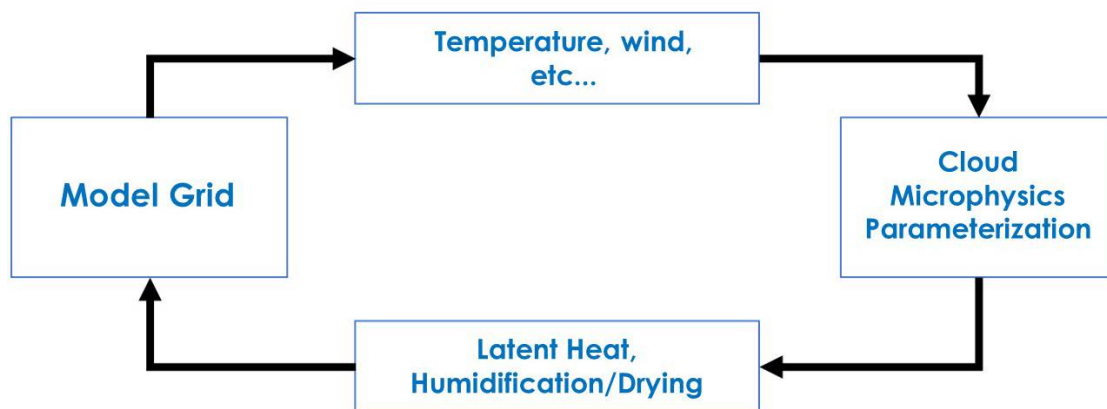 Temperature, wind,
etc...
Model Grid
Cloud
Microphysics
Parameterization
Latent Heat,
Humidification/Drying